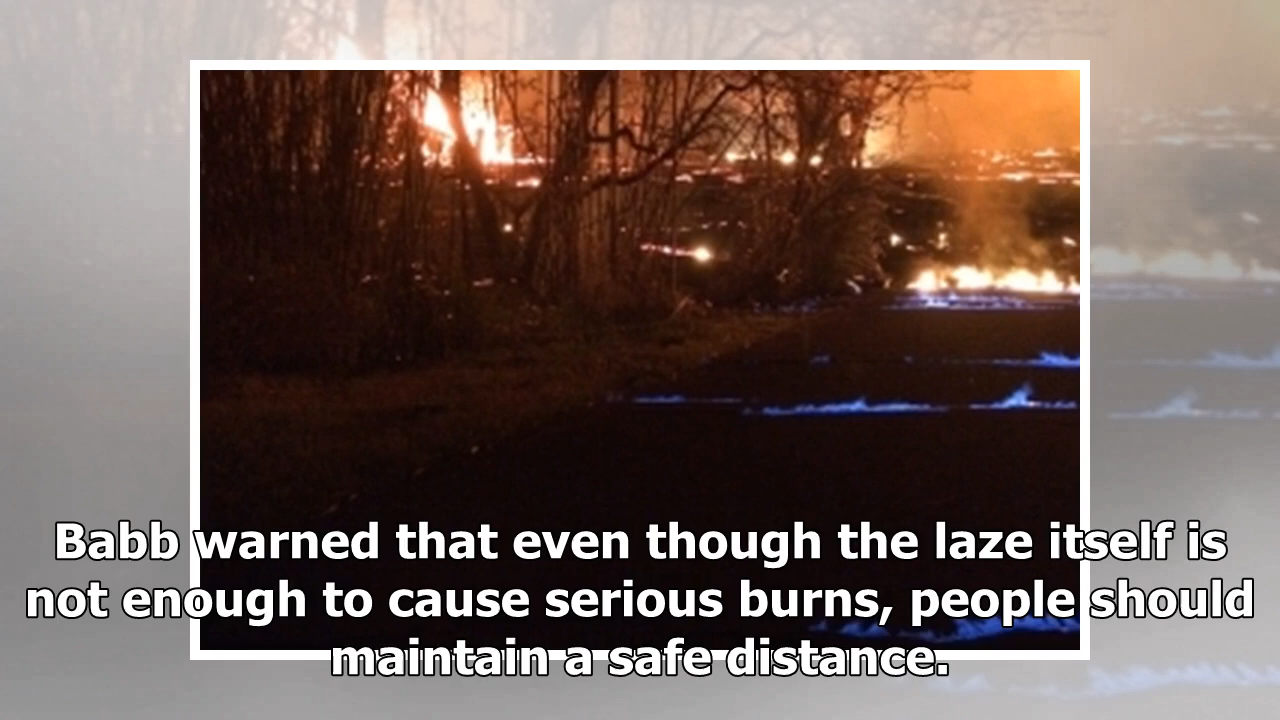 Babb warned that even though the laze itself is
not enough to cause serious burns, people should
maintain a safe distance.